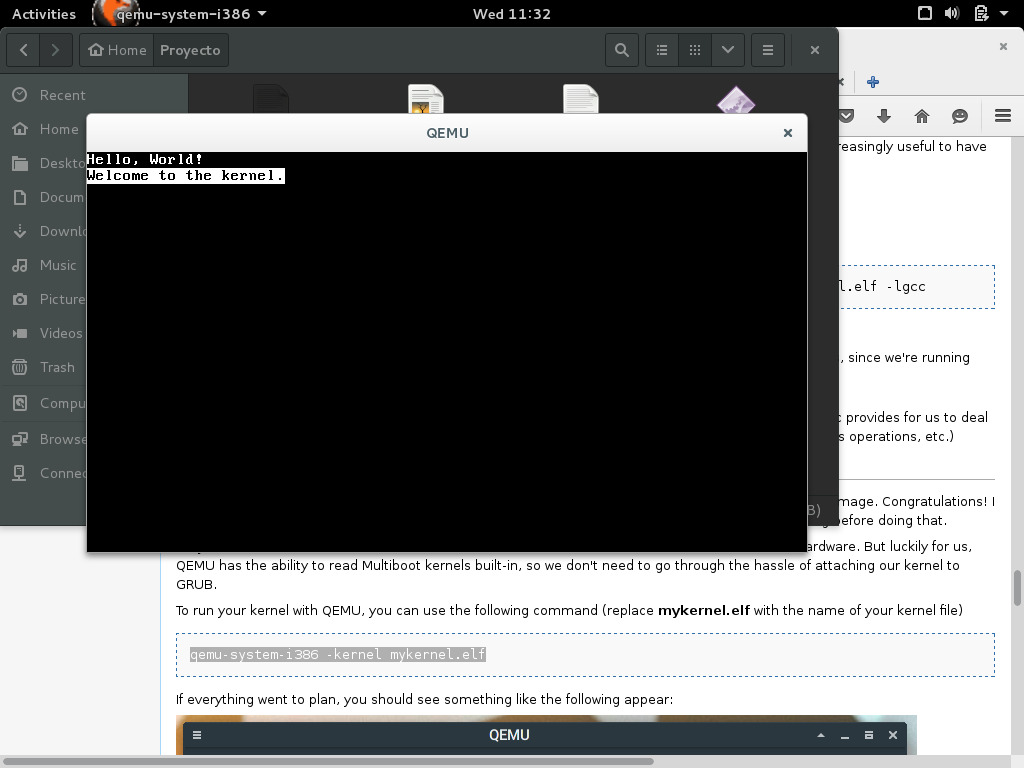 Activities
qemu-system-i386
Wed 11:32
Home
Proyecto
Recent
Home
Deskto
Docum
Downlo
Music
Picture
Videos
Trash
Compu
Browse
Connec
QEMU
Hello, World!
Welcome to the kernel.
easingly useful to have
l.elf -lgcc
, since we're running
c provides for us to deal
s operations, etc.)
mage. Congratulations! I
before doing that.
ardware. But luckily for us,
QEMU has the ability to read Multiboot kernels built-in, so we don't need to go through the hassle of attaching our kernel to
GRUB.
To run your kernel with QEMU, you can use the following command (replace mykernel.elf with the name of your kernel file)
qemu-system-i386 -kernel mykernel.elf
If everything went to plan, you should see something like the following appear:
QEMU